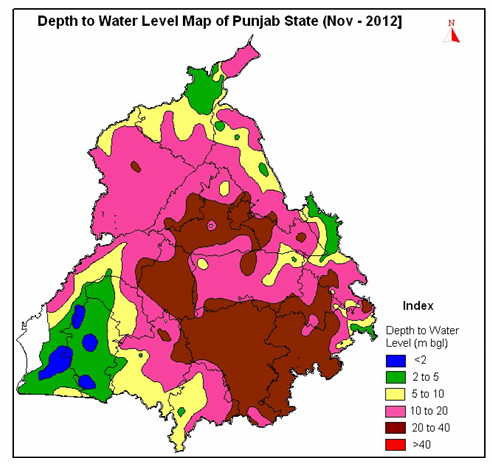 Depth to Water Level Map of Punjab State (Nov - 2012]
N
Index
Depth to Water
Level (m bgl)
<2
2 to 5
5 to 10
10 to 20
20 to 40
>40